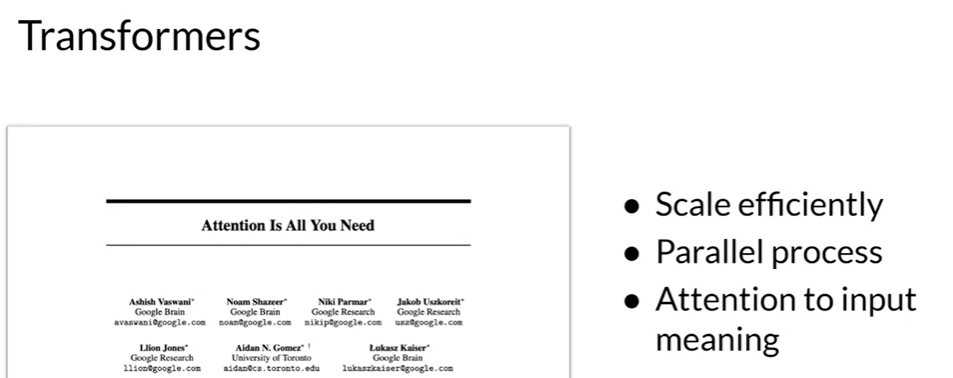 Transformers
Attention Is All You Need
Ashish Vaswani* Noam Shazeer* Niki Parmar* Jakob Uszkoreit*
Google Brain Google Brain Google Research Google Research
avaswani@google.com noam@google.com nikip@google.com usz@google.com
Llion Jones* Aidan N. Gomez* † Łukasz Kaiser*
Google Research University of Toronto Google Brain
llion@google.com aidan@cs.toronto.edu lukaszkaiser@google.com
● Scale efficiently
● Parallel process
● Attention to input
meaning